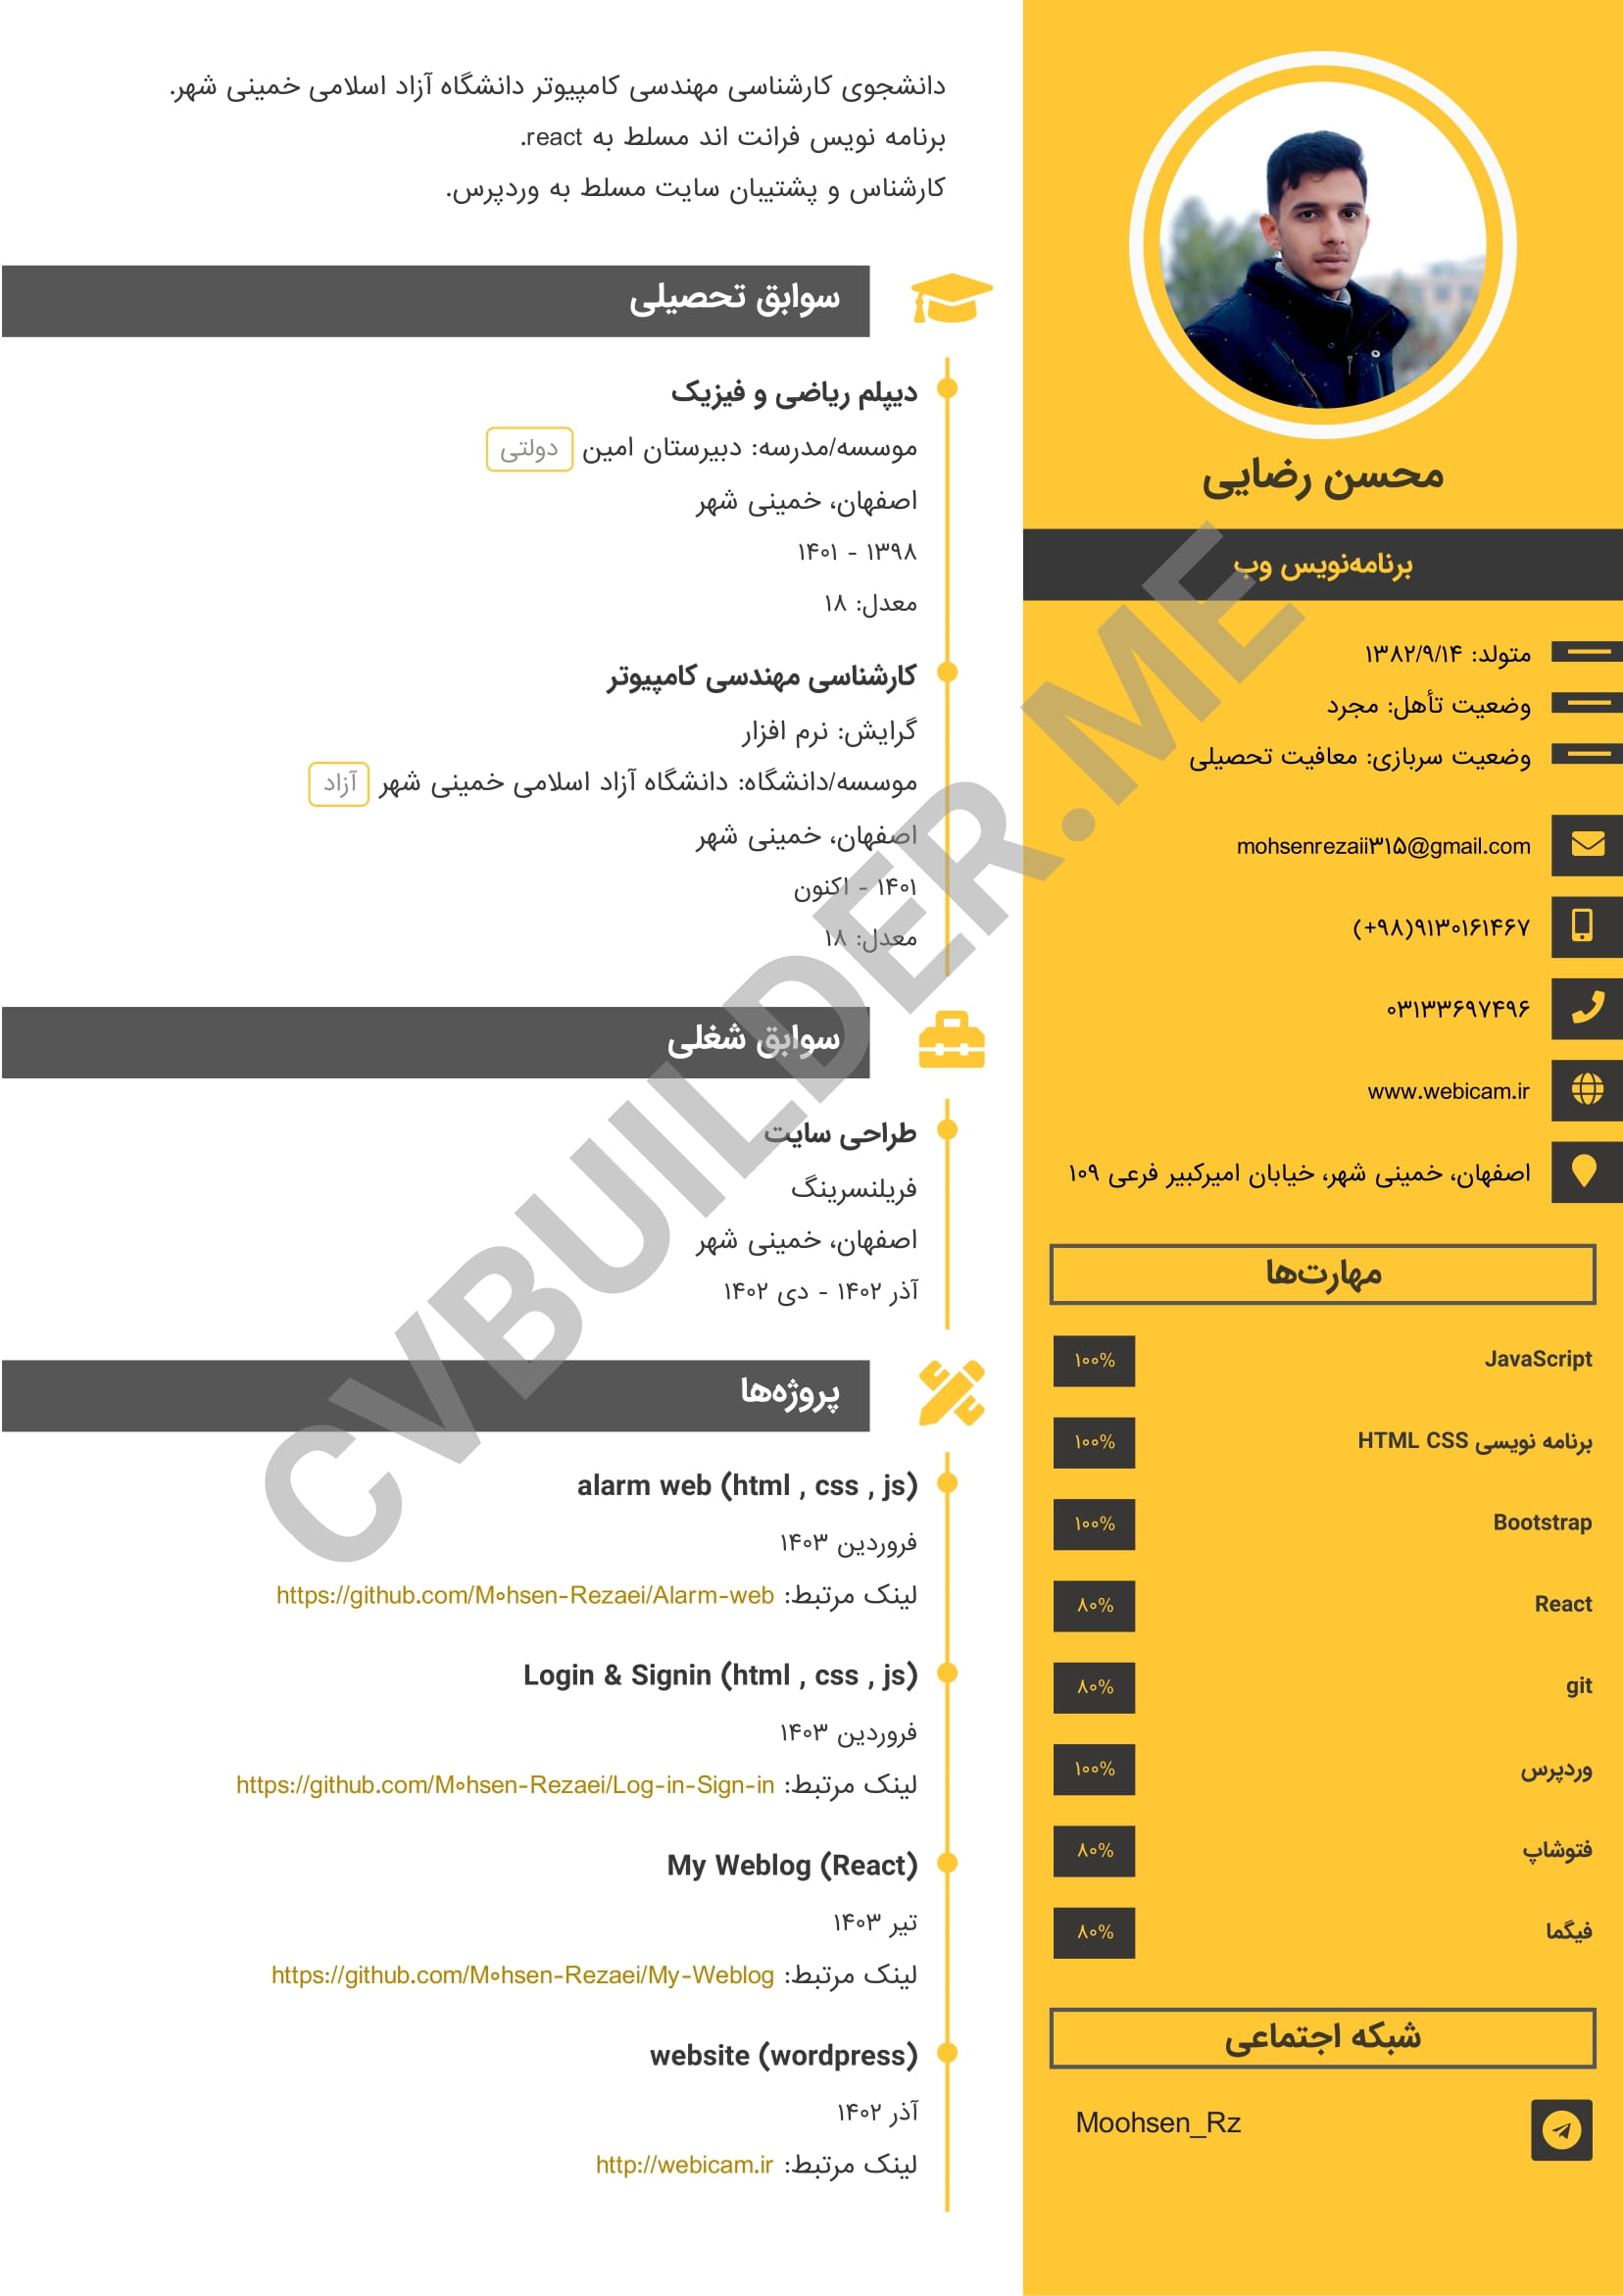 محسن رضایی
برنامه‌نویس وب
متولد: ۱۳۸۲/۹/۱۴
وضعیت تأهل: مجرد
وضعیت سربازی: معافیت تحصیلی
mohsenrezaii۳۱۵@gmail.com
(+۹۸)۹۱۳۰۱۶۱۴۶۷
۰۳۱۳۳۶۹۷۴۹۶
www.webicam.ir
اصفهان، خمینی شهر، خیابان امیرکبیر فرعی ۱۰۹
مهارت‌ها
JavaScript ۱۰۰%
برنامه نویسی HTML CSS ۱۰۰%
Bootstrap ۱۰۰%
React ۸۰%
git ۸۰%
وردپرس ۱۰۰%
فتوشاپ ۸۰%
فیگما ۸۰%
شبکه اجتماعی
Moohsen_Rz
دانشجوی کارشناسی مهندسی کامپیوتر دانشگاه آزاد اسلامی خمینی شهر.
برنامه نویس فرانت اند مسلط به react.
کارشناس و پشتیبان سایت مسلط به وردپرس.
سوابق تحصیلی
دیپلم ریاضی و فیزیک
موسسه/مدرسه: دبیرستان امین دولتی
اصفهان، خمینی شهر
۱۳۹۸ - ۱۴۰۱
معدل: ۱۸
کارشناسی مهندسی کامپیوتر
گرایش: نرم افزار
موسسه/دانشگاه: دانشگاه آزاد اسلامی خمینی شهر آزاد
اصفهان، خمینی شهر
۱۴۰۱ - اکنون
معدل: ۱۸
سوابق شغلی
طراحی سایت
فریلنسرینگ
اصفهان، خمینی شهر
آذر ۱۴۰۲ - دی ۱۴۰۲
پروژه‌ها
alarm web (html , css , js)
فروردین ۱۴۰۳
لینک مرتبط: https://github.com/M۰hsen-Rezaei/Alarm-web
Login & Signin (html , css , js)
فروردین ۱۴۰۳
لینک مرتبط: https://github.com/M۰hsen-Rezaei/Log-in-Sign-in
My Weblog (React)
تیر ۱۴۰۳
لینک مرتبط: https://github.com/M۰hsen-Rezaei/My-Weblog
website (wordpress)
آذر ۱۴۰۲
لینک مرتبط: http://webicam.ir
CVBUILDER.ME